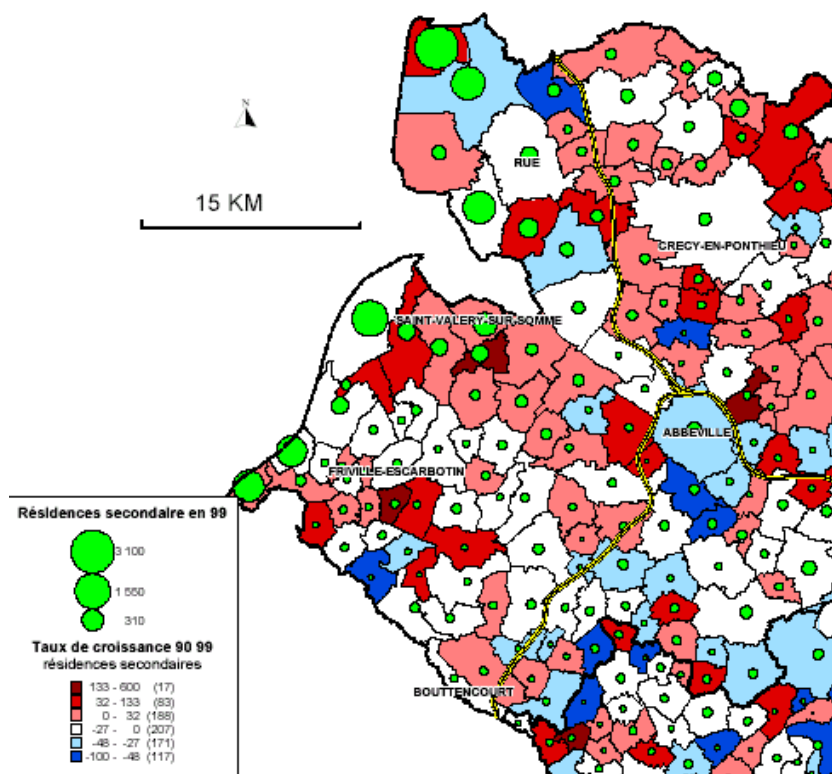 15 KM
RUE
CRECY-EN-PONTHIEU
SAINT-VALERY-SUR-SOMME
ABBEVILLE
FRIVILLE-ESCARBOTIN
BOUTTENCOURT
Résidences secondaire en 99
3 100
1 550
310
Taux de croissance 90 99
résidences secondaires
133 - 600 (17)
32 - 133 (83)
0 - 32 (188)
-27 - 0 (207)
-48 - -27 (171)
-100 - -48 (117)